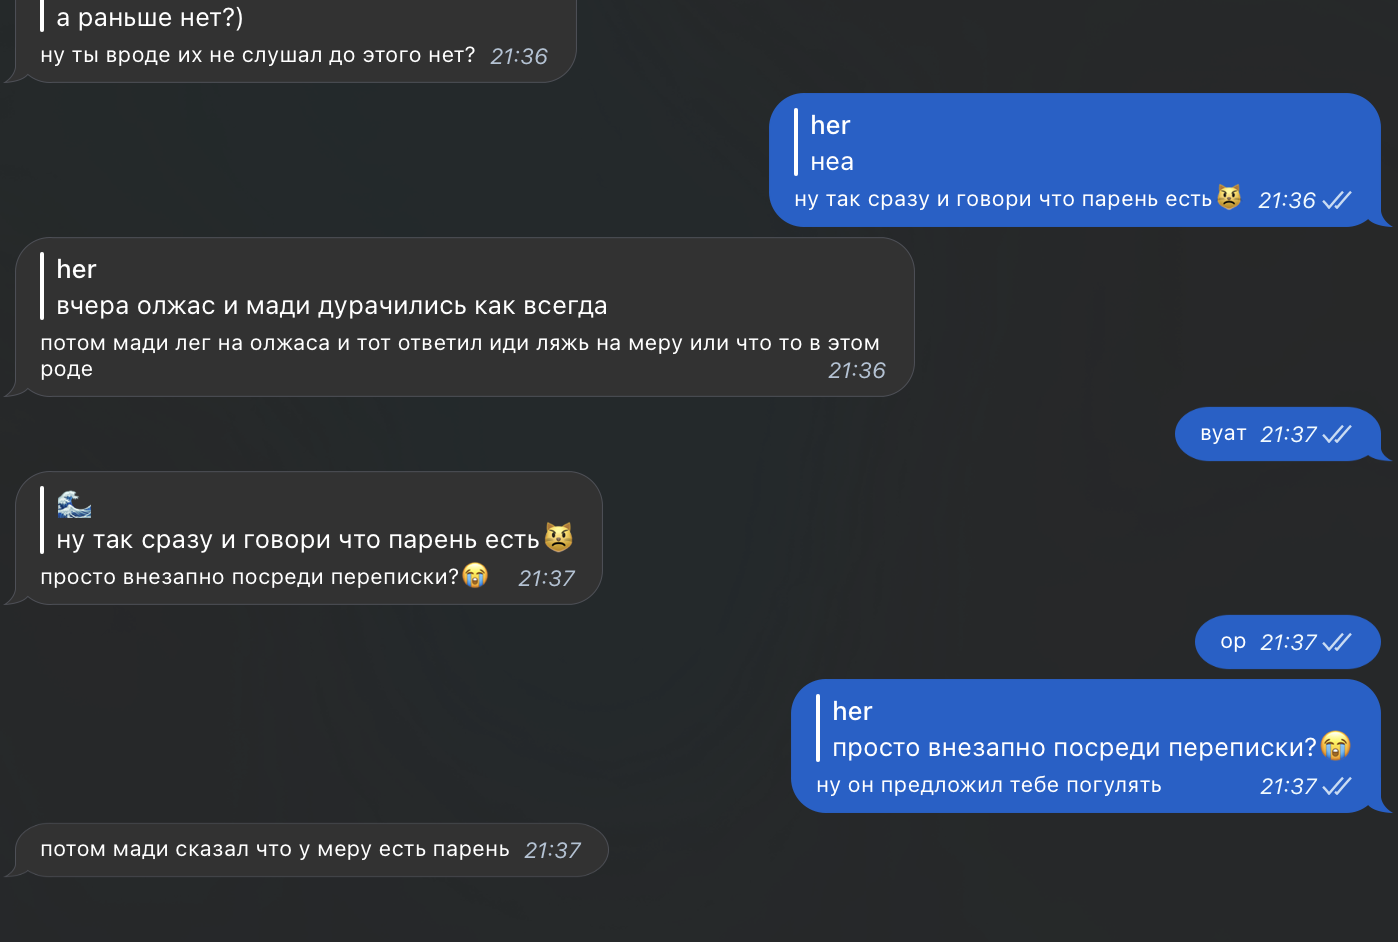 а раньше нет?)
ну ты вроде их не слушал до этого нет? 21:36
her
неа
ну так сразу и говори что парень есть😾 21:36
her
вчера олжас и мади дурачились как всегда
потом мади лег на олжаса и тот ответил иди ляжь на меру или что то в этом
роде 21:36
вуат 21:37
🌊
ну так сразу и говори что парень есть😾
просто внезапно посреди переписки?😭 21:37
ор 21:37
her
просто внезапно посреди переписки?😭
ну он предложил тебе погулять 21:37
потом мади сказал что у меру есть парень 21:37